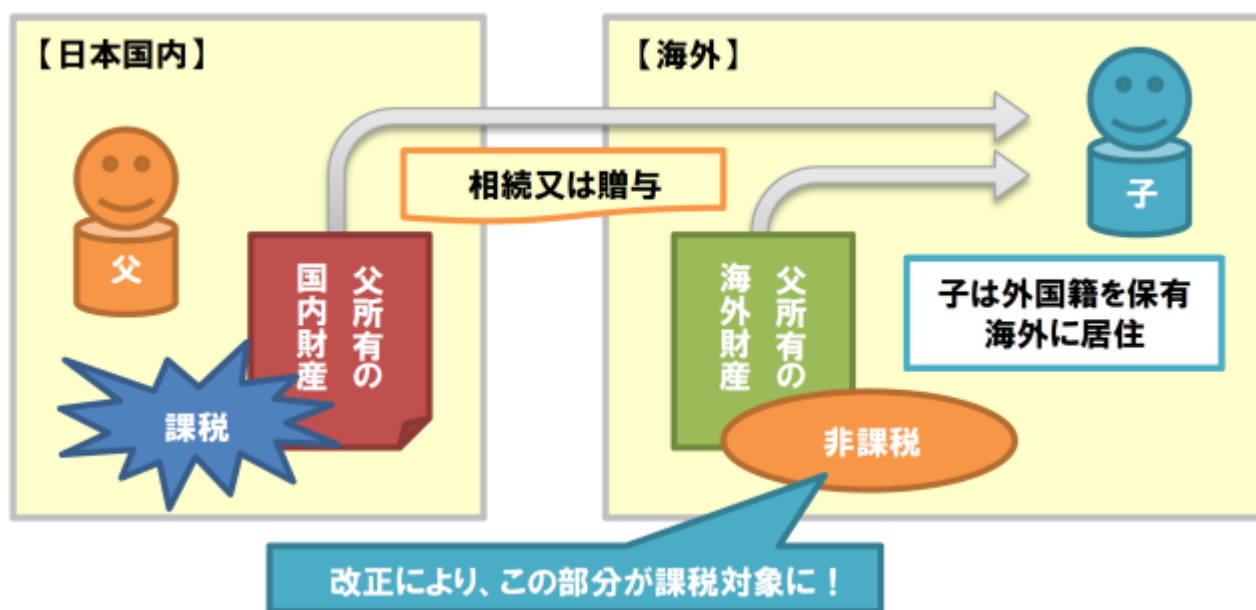 【日本国内】
【海外】
相続又は贈与
父
子
父所有の
国内財産
父所有の
海外財産
子は外国籍を保有
海外に居住
課税
非課税
改正により、この部分が課税対象に！